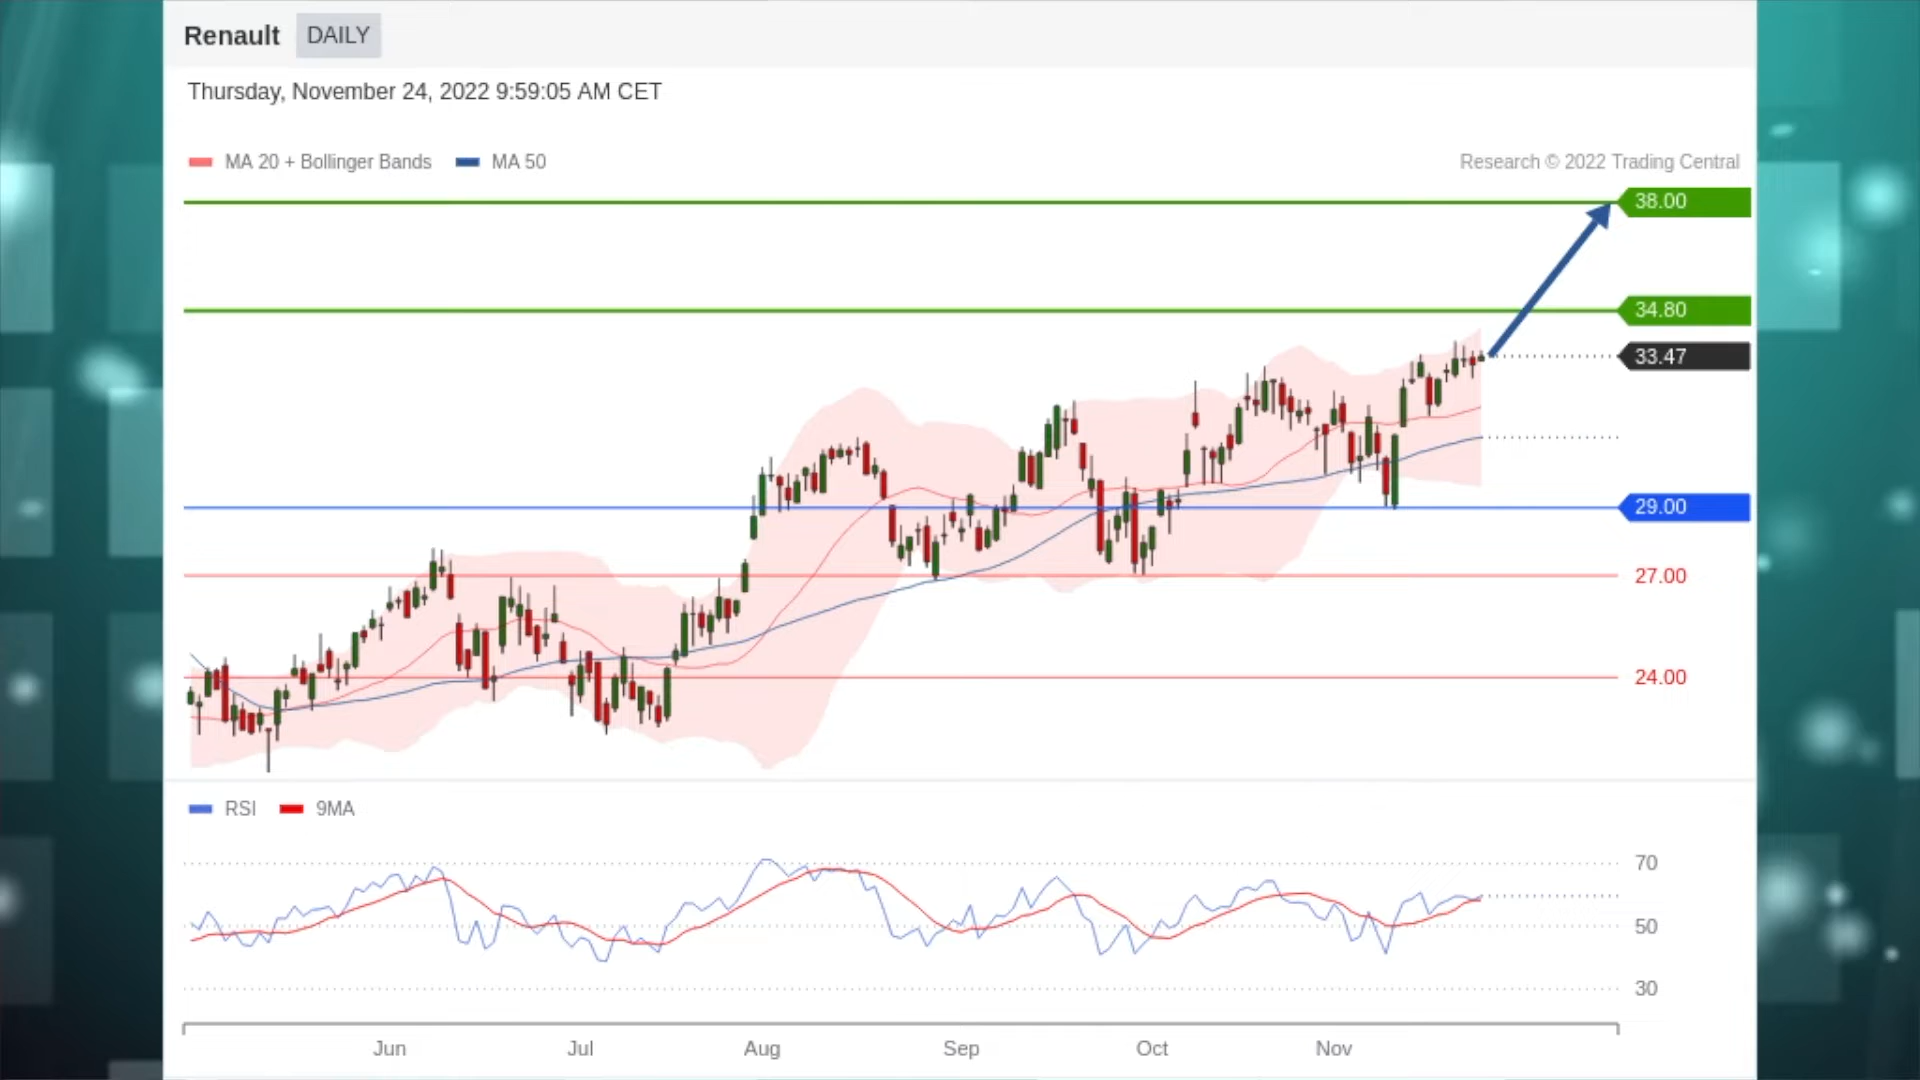 Renault DAILY
Thursday, November 24, 2022 9:59:05 AM CET
MA 20 + Bollinger Bands MA 50
Research © 2022 Trading Central
38.00
34.80
33.47
29.00
27.00
24.00
RSI 9MA
70
50
30
Jun Jul Aug Sep Oct Nov